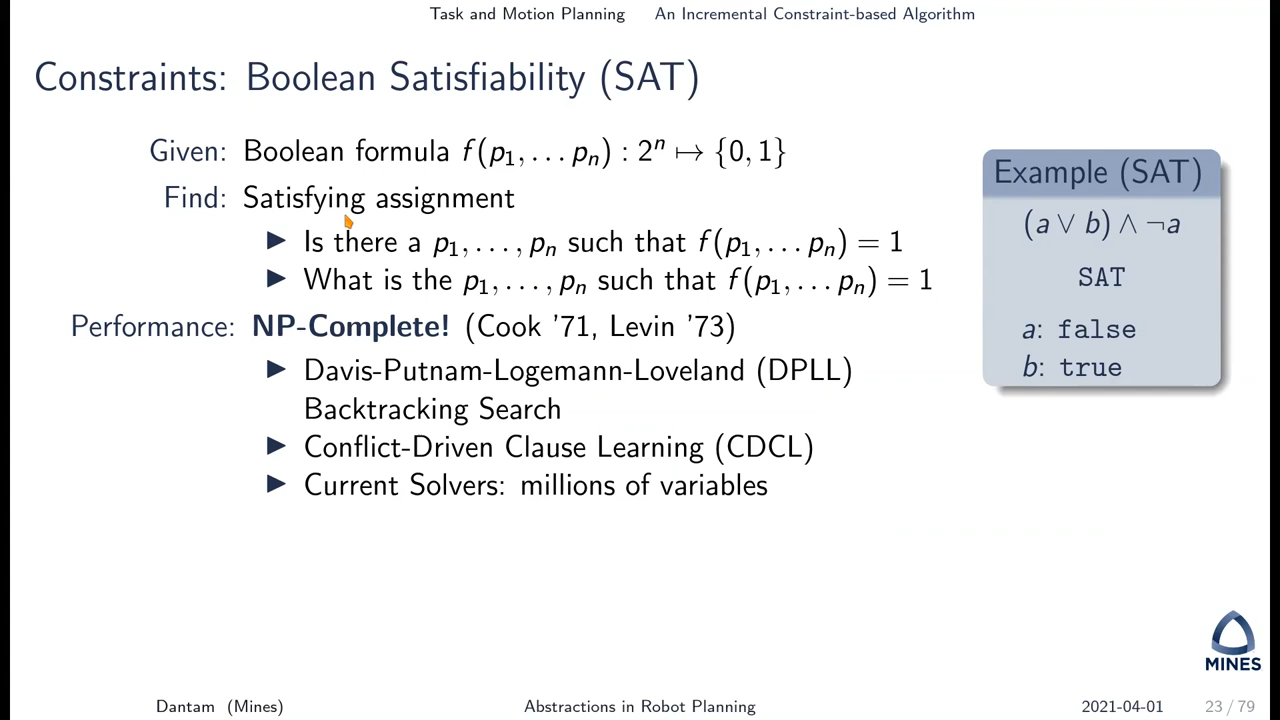 Task and Motion Planning An Incremental Constraint-based Algorithm
Constraints: Boolean Satisfiability (SAT)
Given: Boolean formula f(p₁, … pₙ) : 2ⁿ ↦ {0, 1}
Find: Satisfying assignment
▶ Is there a p₁, …, pₙ such that f(p₁, … pₙ) = 1
▶ What is the p₁, …, pₙ such that f(p₁, … pₙ) = 1
Performance: NP-Complete! (Cook ’71, Levin ’73)
▶ Davis-Putnam-Logemann-Loveland (DPLL)
Backtracking Search
▶ Conflict-Driven Clause Learning (CDCL)
▶ Current Solvers: millions of variables
Example (SAT)
(a ∨ b) ∧ ¬a
SAT
a: false
b: true
MINES
Dantam (Mines) Abstractions in Robot Planning 2021-04-01 23 / 79